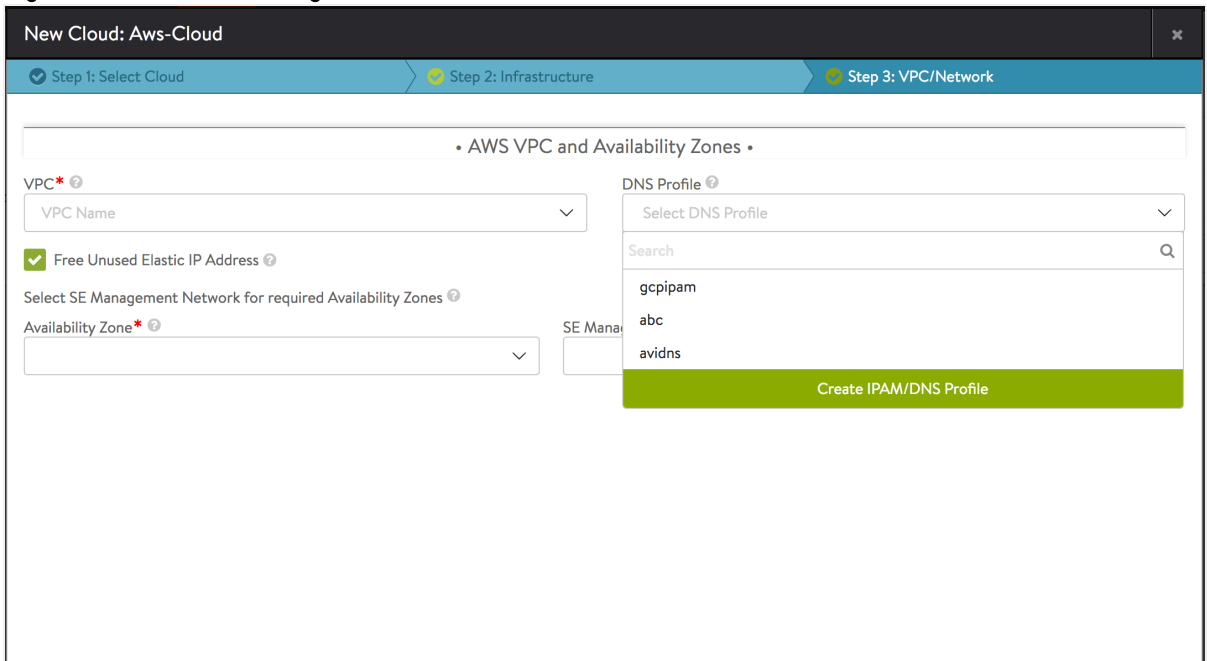 New Cloud: Aws-Cloud
Step 1: Select Cloud
Step 2: Infrastructure
Step 3: VPC/Network
• AWS VPC and Availability Zones •
VPC*
DNS Profile
VPC Name
Select DNS Profile
Search
Free Unused Elastic IP Address
gcpipam
Select SE Management Network for required Availability Zones
abc
Availability Zone*
SE Mana
avidns
Create IPAM/DNS Profile